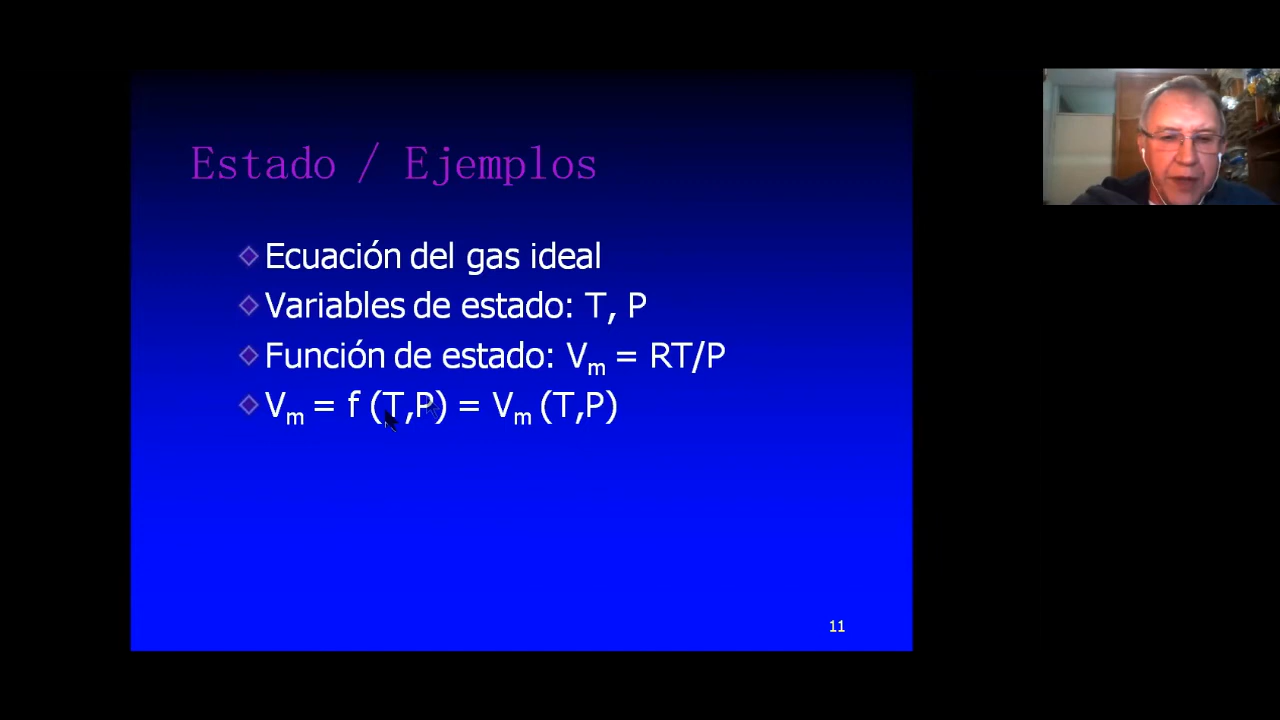 Estado / Ejemplos
Ecuación del gas ideal
Variables de estado: T, P
Función de estado: Vₘ = RT/P
Vₘ = f (T,P) = Vₘ (T,P)
11